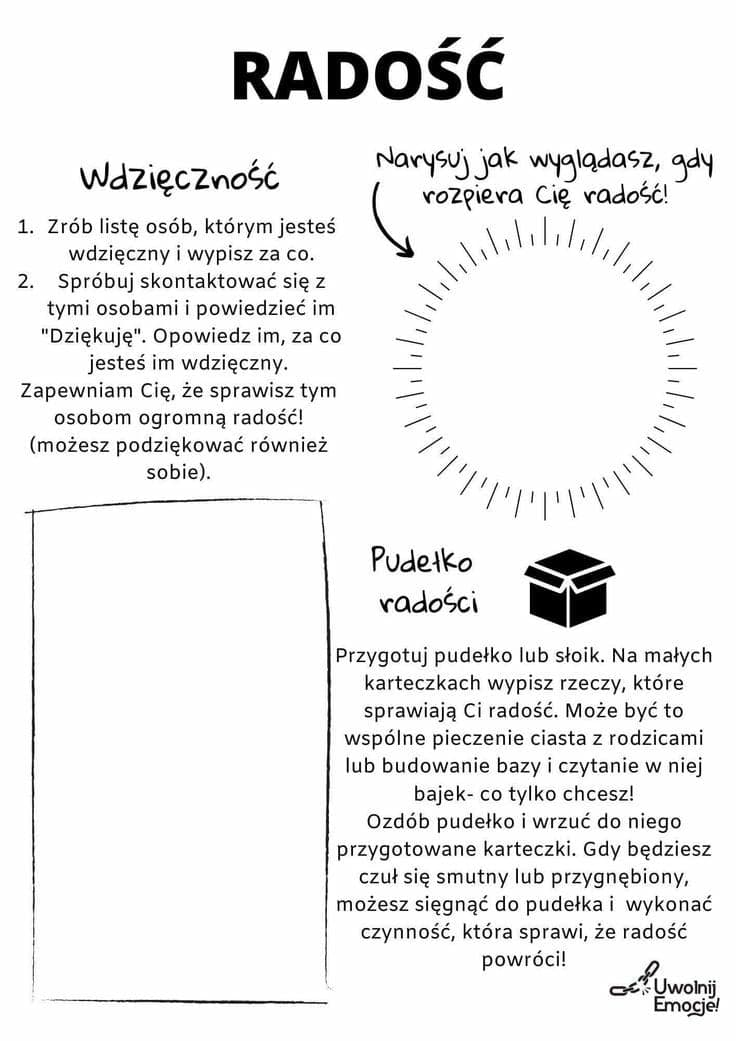 RADOŚĆ
Wdzięczność
1. Zrób listę osób, którym jesteś
wdzięczny i wypisz za co.
2. Spróbuj skontaktować się z
tymi osobami i powiedzieć im
"Dziękuję". Opowiedz im, za co
jesteś im wdzięczny.
Zapewniam Cię, że sprawisz tym
osobom ogromną radość!
(możesz podziękować również
sobie).
Narysuj jak wyglądasz, gdy
rozpiera Cię radość!
Pudełko
radości
Przygotuj pudełko lub słoik. Na małych
karteczkach wypisz rzeczy, które
sprawiają Ci radość. Może być to
wspólne pieczenie ciasta z rodzicami
lub budowanie bazy i czytanie w niej
bajek- co tylko chcesz!
Ozdób pudełko i wrzuć do niego
przygotowane karteczki. Gdy będziesz
czuł się smutny lub przygnębiony,
możesz sięgnąć do pudełka i wykonać
czynność, która sprawi, że radość
powróci!
Uwolnij
Emocje!